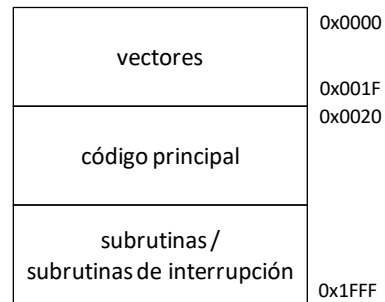 0x0000
vectores
0x001F
0x0020
código principal
subrutinas /
subrutinas de interrupción
0x1FFF